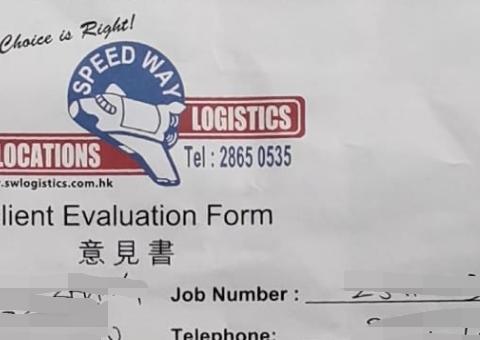 Choice is Right!
SPEED WAY
LOGISTICS
LOCATIONS
Tel : 2865 0535
.swlogistics.com.hk
lient Evaluation Form
意見書
Job Number :
Telephone: